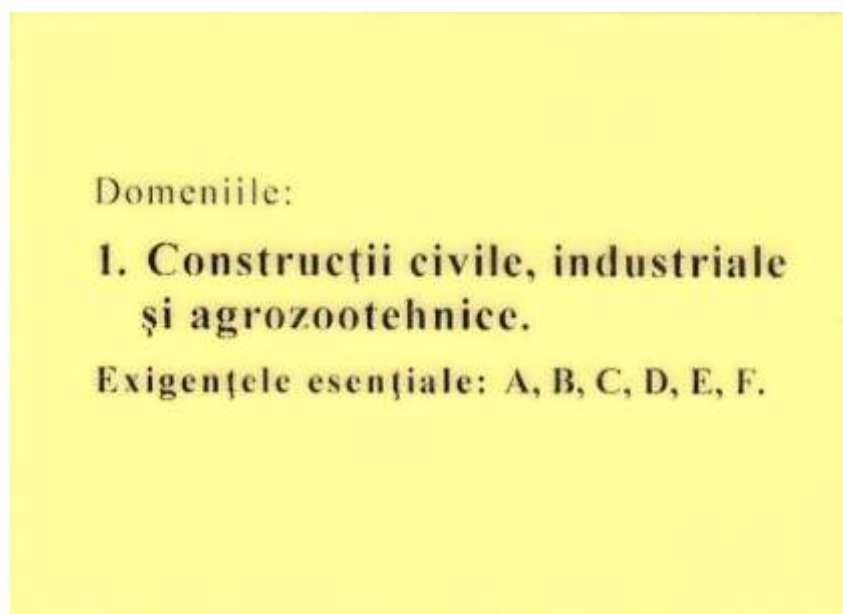 Domeniile:
1. Construcţii civile, industriale
şi agrozootehnice.
Exigenţele esenţiale: A, B, C, D, E, F.